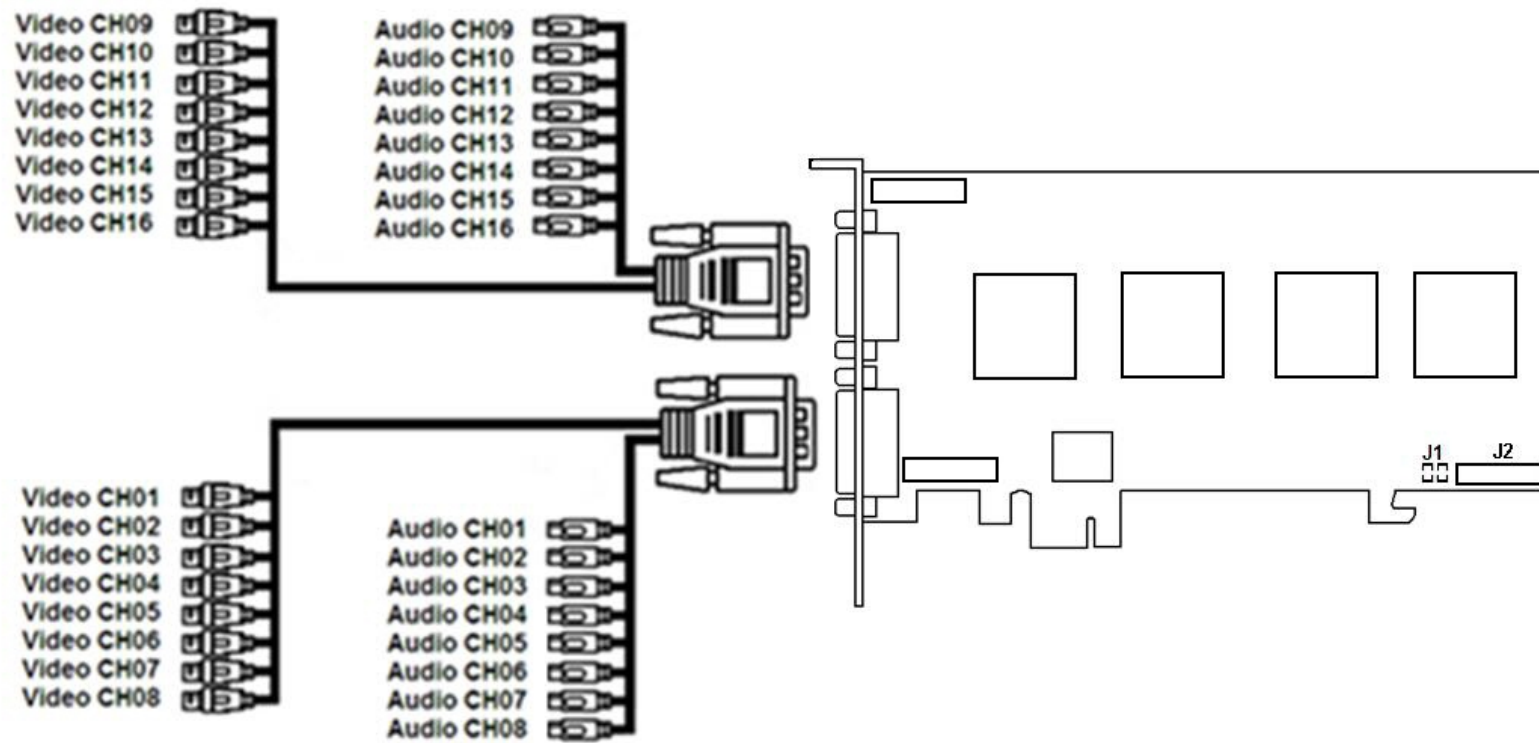 Video CH09
Video CH10
Video CH11
Video CH12
Video CH13
Video CH14
Video CH15
Video CH16
Audio CH09
Audio CH10
Audio CH11
Audio CH12
Audio CH13
Audio CH14
Audio CH15
Audio CH16
J1
J2
Video CH01
Video CH02
Video CH03
Video CH04
Video CH05
Video CH06
Video CH07
Video CH08
Audio CH01
Audio CH02
Audio CH03
Audio CH04
Audio CH05
Audio CH06
Audio CH07
Audio CH08